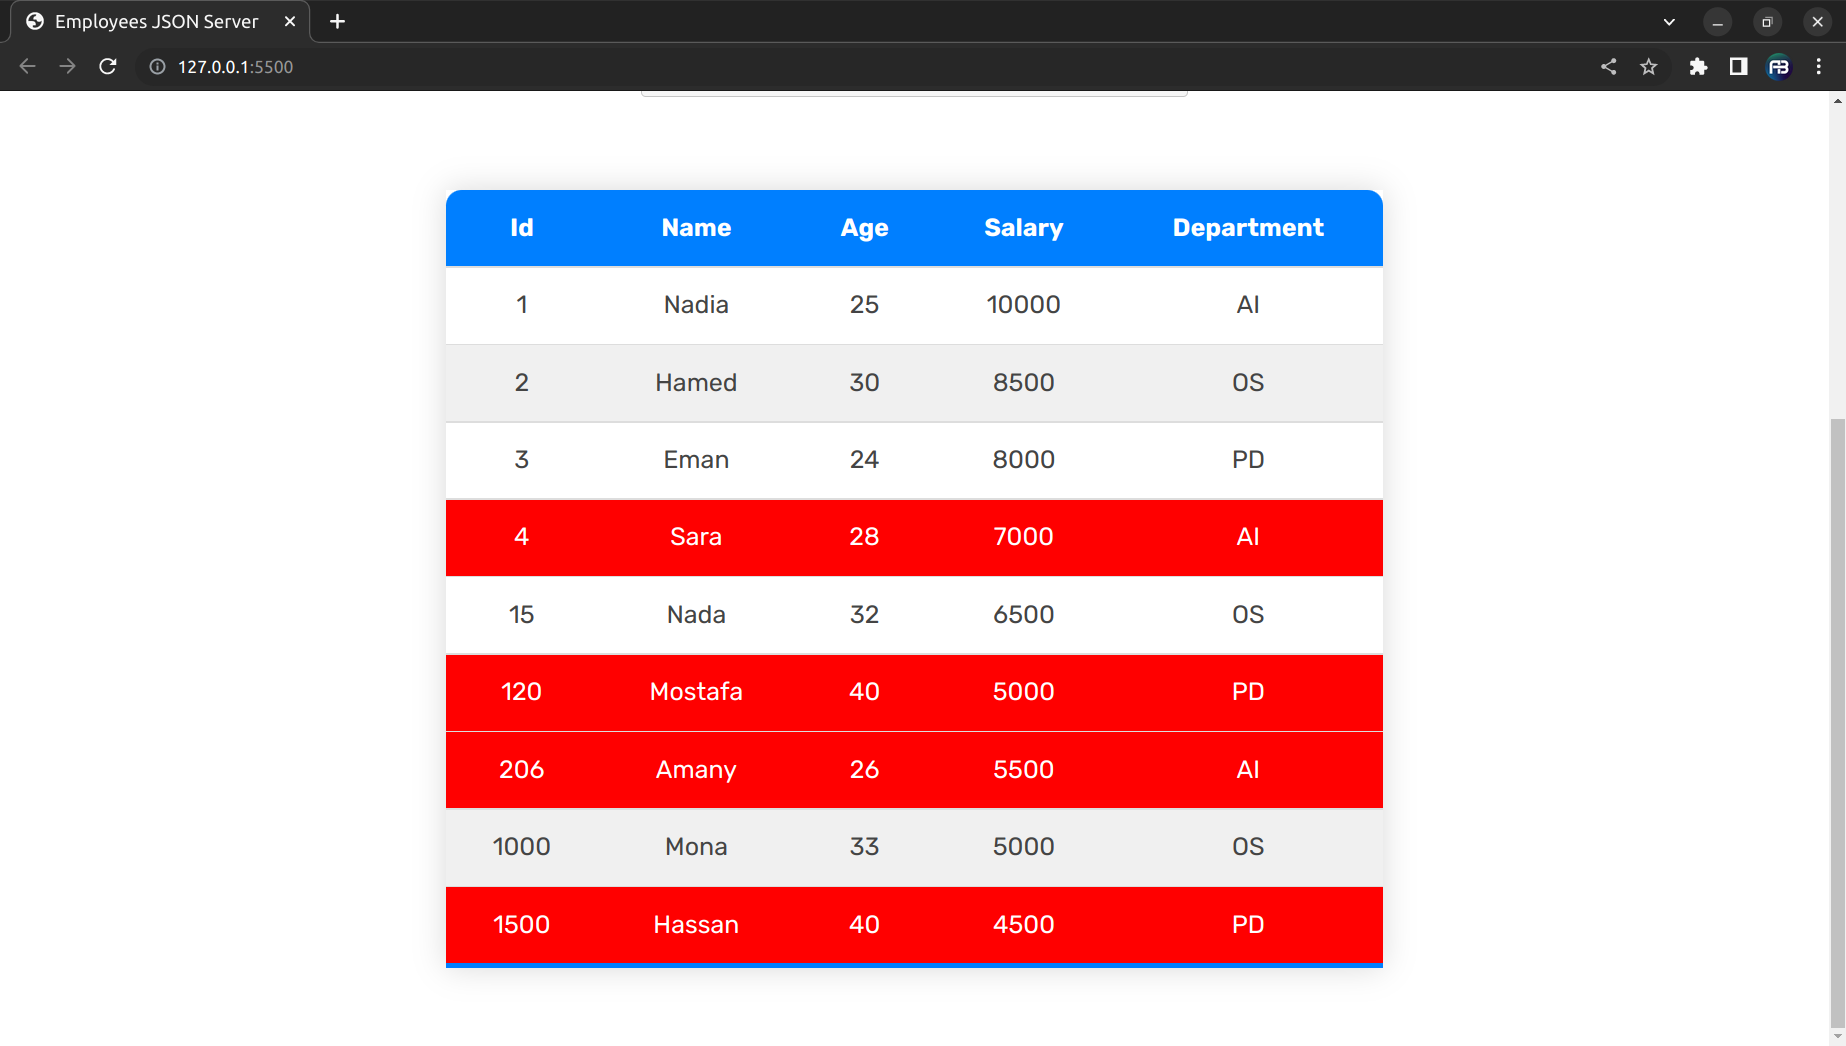 Employees JSON Server
127.0.0.1:5500
Id Name Age Salary Department
1 Nadia 25 10000 AI
2 Hamed 30 8500 OS
3 Eman 24 8000 PD
4 Sara 28 7000 AI
15 Nada 32 6500 OS
120 Mostafa 40 5000 PD
206 Amany 26 5500 AI
1000 Mona 33 5000 OS
1500 Hassan 40 4500 PD